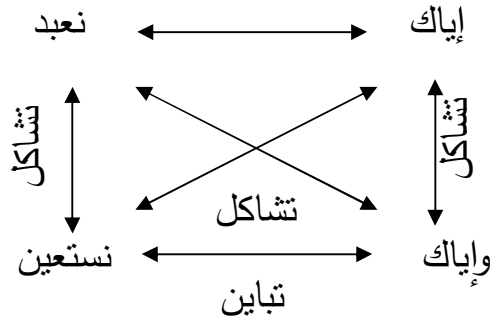 إياك نعبد
تشاكل تشاكل
تشاكل
وإياك نستعين
تباين